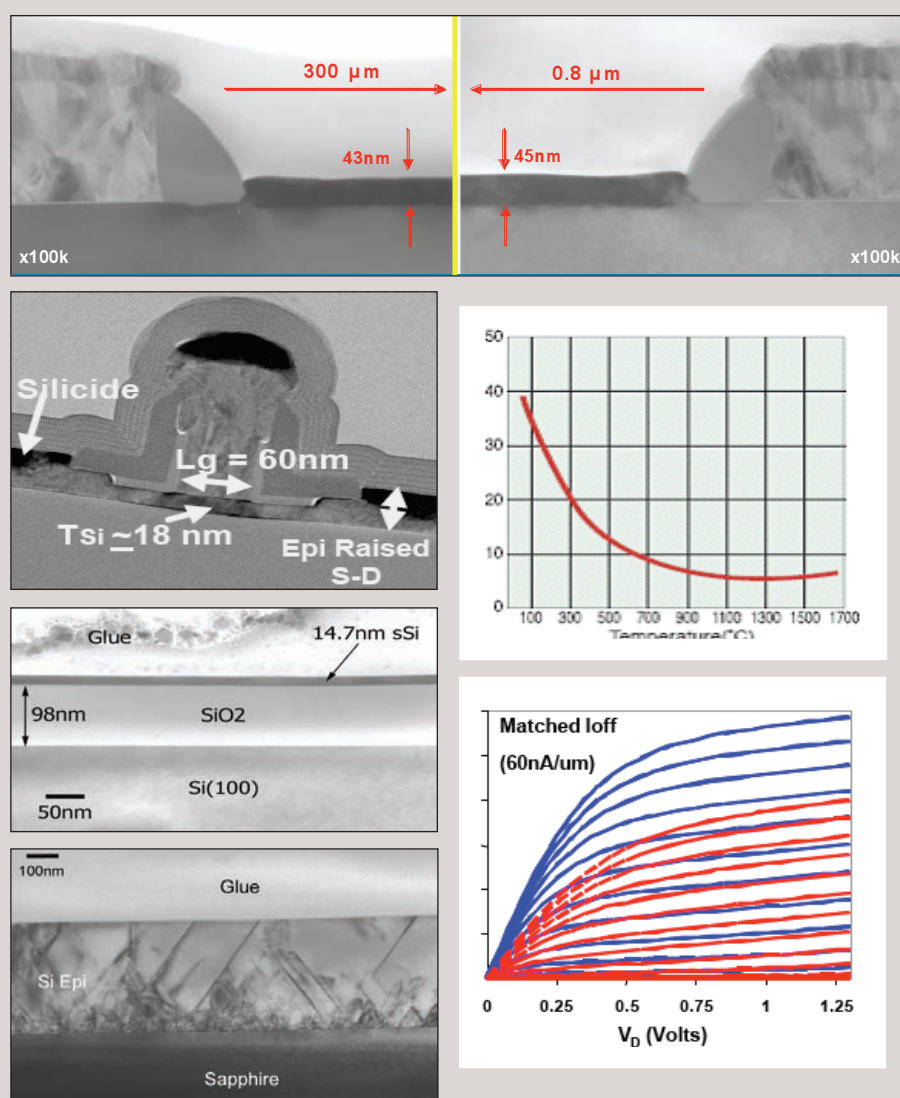 300 µm
0.8 µm
43nm
45nm
x100k
x100k
Silicide
Lg = 60nm
Tsi ~18 nm
Epi Raised
S-D
50
40
30
20
10
0
100 300 500 700 900 1100 1300 1500 1700
Temperature(°C)
Glue
14.7nm sSi
98nm
SiO2
Si(100)
50nm
Matched Ioff
(60nA/um)
0 0.25 0.5 0.75 1 1.25
VD (Volts)
100nm
Glue
Si Epi
Sapphire